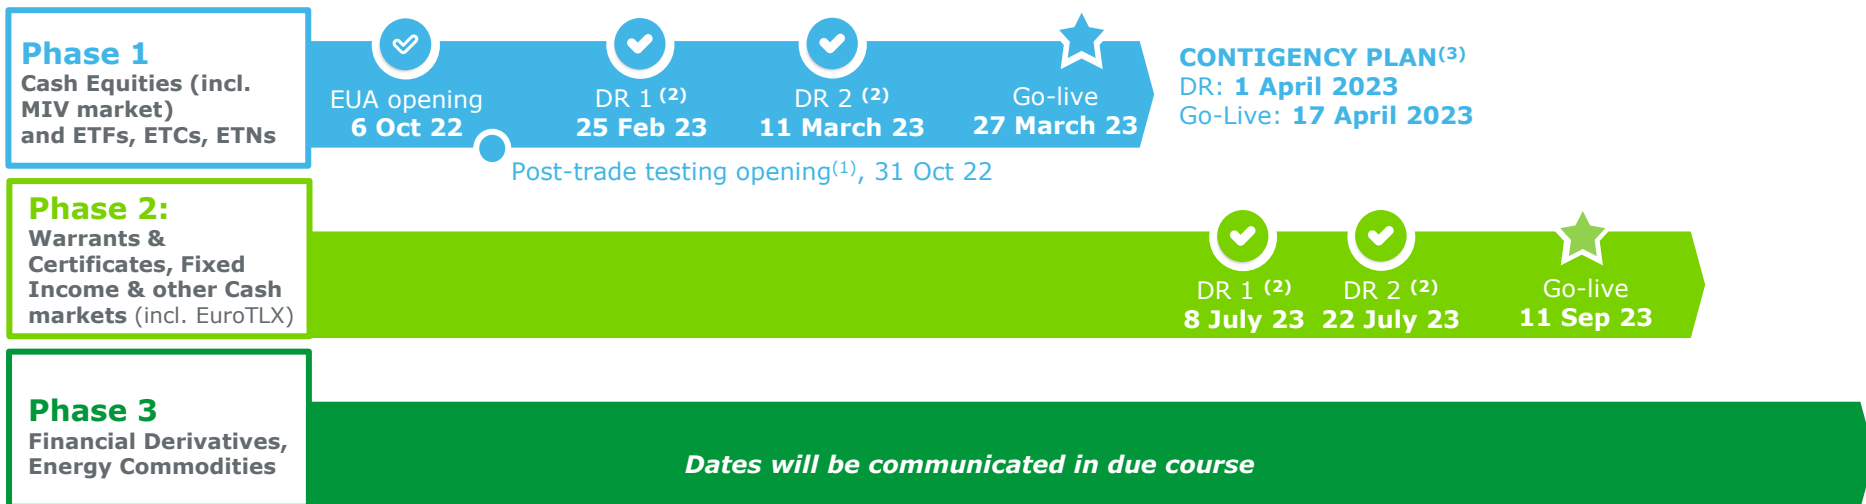 Phase 1
Cash Equities (incl.
MIV market)
and ETFs, ETCs, ETNs
EUA opening
6 Oct 22
DR 1 (2)
25 Feb 23
DR 2 (2)
11 March 23
Go-live
27 March 23
CONTIGENCY PLAN(3)
DR: 1 April 2023
Go-Live: 17 April 2023
Post-trade testing opening(1), 31 Oct 22
Phase 2:
Warrants &
Certificates, Fixed
Income & other Cash
markets (incl. EuroTLX)
DR 1 (2)
8 July 23
DR 2 (2)
22 July 23
Go-live
11 Sep 23
Phase 3
Financial Derivatives,
Energy Commodities
Dates will be communicated in due course